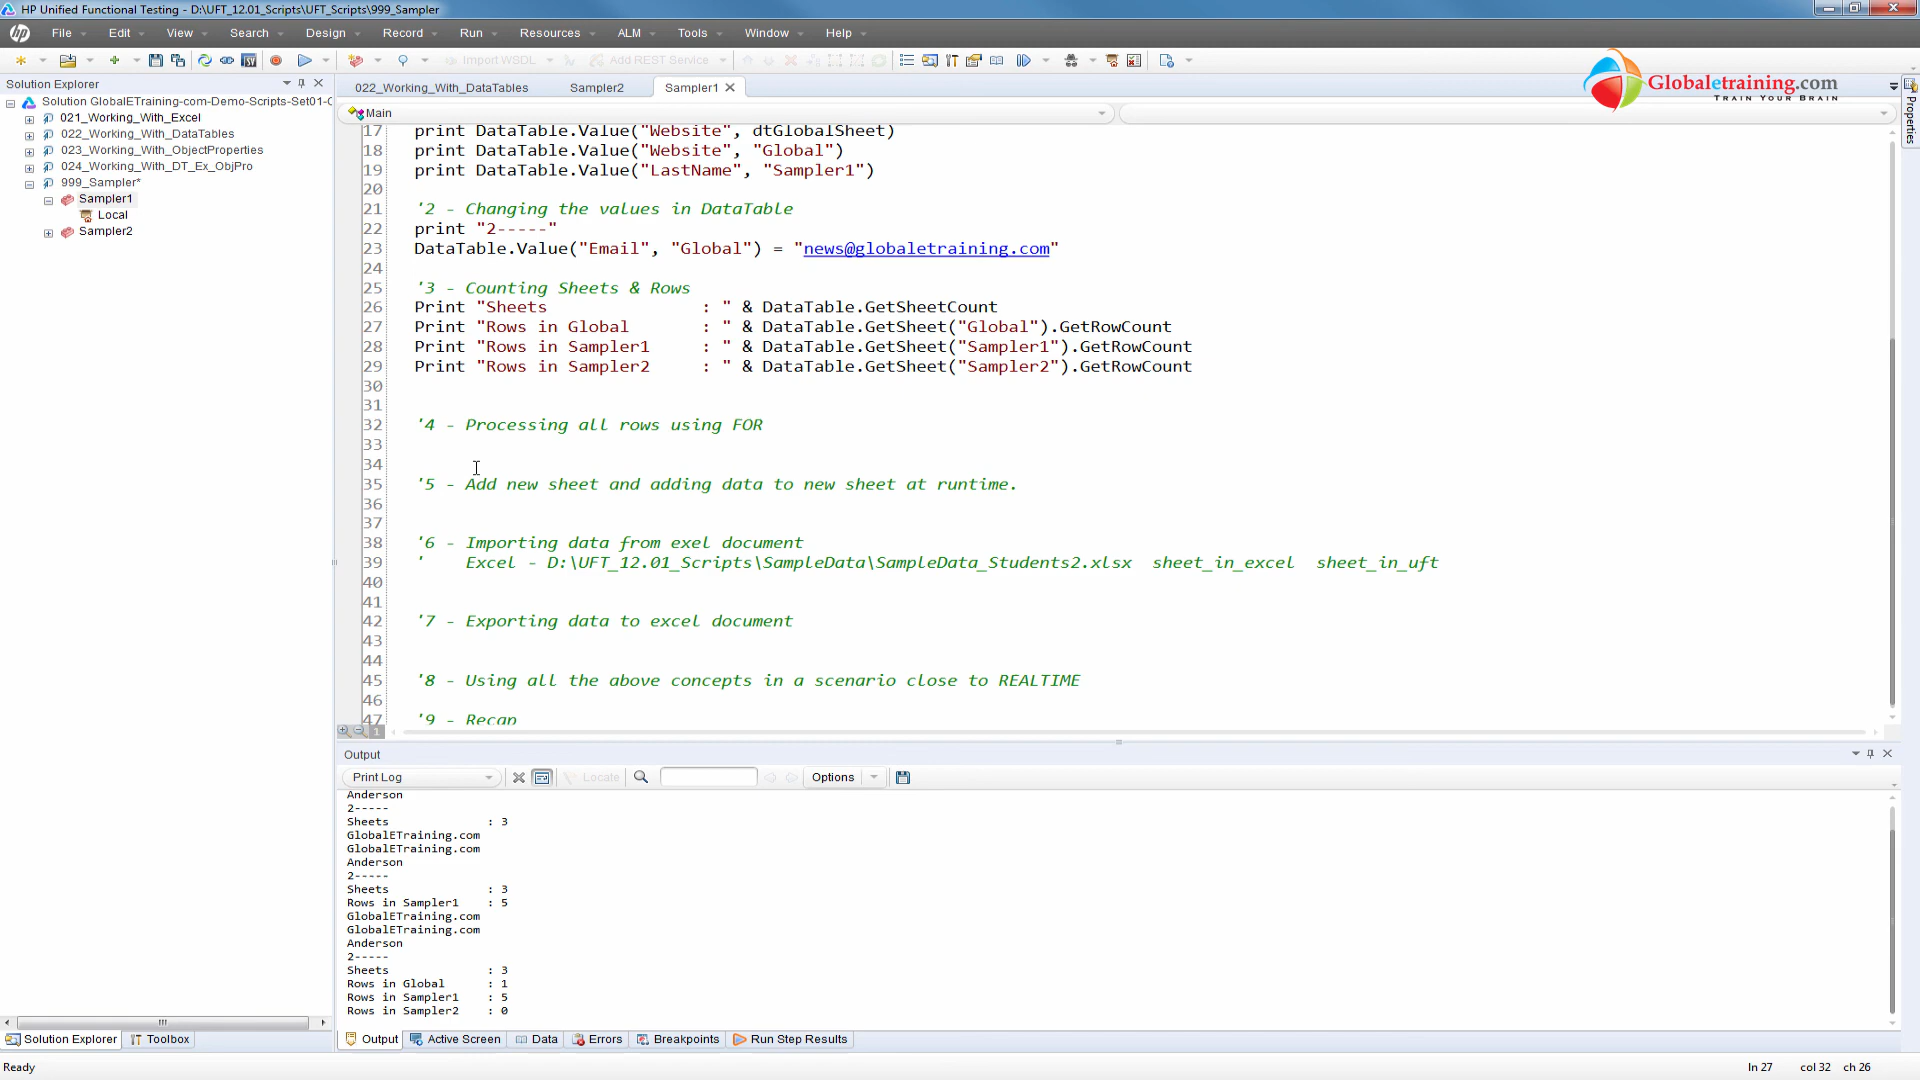 HP Unified Functional Testing - D:\UFT_12.01_Scripts\UFT_Scripts\999_Sampler
hp File Edit View Search Design Record Run Resources ALM Tools Window Help
Import WSDL Add REST Service
Globaletraining.com
TRAIN YOUR BRAIN
Solution Explorer
Solution GlobalETraining-com-Demo-Scripts-Set01-C
021_Working_With_Excel
022_Working_With_DataTables
023_Working_With_ObjectProperties
024_Working_With_DT_Ex_ObjPro
999_Sampler*
Sampler1
Local
Sampler2
Solution Explorer Toolbox
022_Working_With_DataTables Sampler2 Sampler1
Properties
Main
17 print DataTable.Value("Website", dtGlobalSheet)
18 print DataTable.Value("Website", "Global")
19 print DataTable.Value("LastName", "Sampler1")
20
21 '2 - Changing the values in DataTable
22 print "2-----"
23 DataTable.Value("Email", "Global") = "news@globaletraining.com"
24
25 '3 - Counting Sheets & Rows
26 Print "Sheets : " & DataTable.GetSheetCount
27 Print "Rows in Global : " & DataTable.GetSheet("Global").GetRowCount
28 Print "Rows in Sampler1 : " & DataTable.GetSheet("Sampler1").GetRowCount
29 Print "Rows in Sampler2 : " & DataTable.GetSheet("Sampler2").GetRowCount
30
31
32 '4 - Processing all rows using FOR
33
34
35 '5 - Add new sheet and adding data to new sheet at runtime.
36
37
38 '6 - Importing data from exel document
39 ' Excel - D:\UFT_12.01_Scripts\SampleData\SampleData_Students2.xlsx sheet_in_excel sheet_in_uft
40
41
42 '7 - Exporting data to excel document
43
44
45 '8 - Using all the above concepts in a scenario close to REALTIME
46
47 '9 - Recap
1
Output
Print Log Locate Options
Anderson
2-----
Sheets : 3
GlobalETraining.com
GlobalETraining.com
Anderson
2-----
Sheets : 3
Rows in Sampler1 : 5
GlobalETraining.com
GlobalETraining.com
Anderson
2-----
Sheets : 3
Rows in Global : 1
Rows in Sampler1 : 5
Rows in Sampler2 : 0
Output Active Screen Data Errors Breakpoints Run Step Results
Ready ln 27 col 32 ch 26